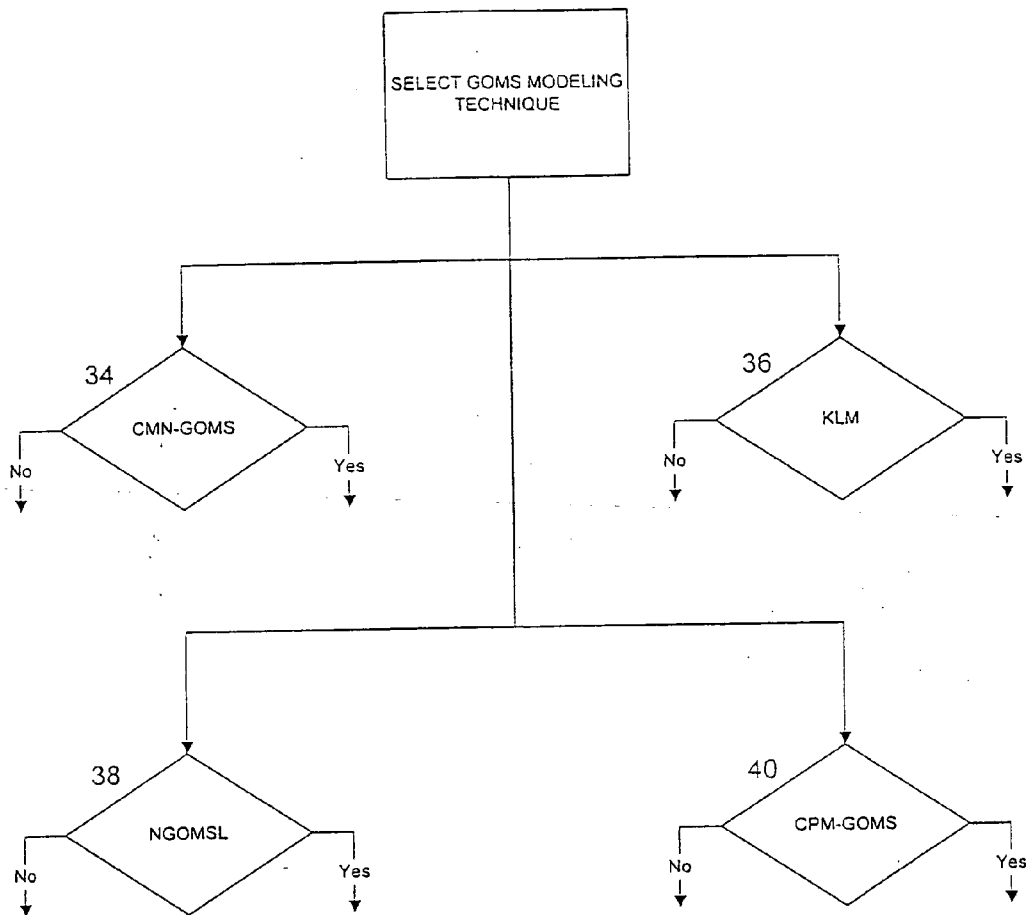 SELECT GOMS MODELING
TECHNIQUE
34
CMN-GOMS
No
Yes
36
KLM
No
Yes
38
NGOMSL
No
Yes
40
CPM-GOMS
No
Yes